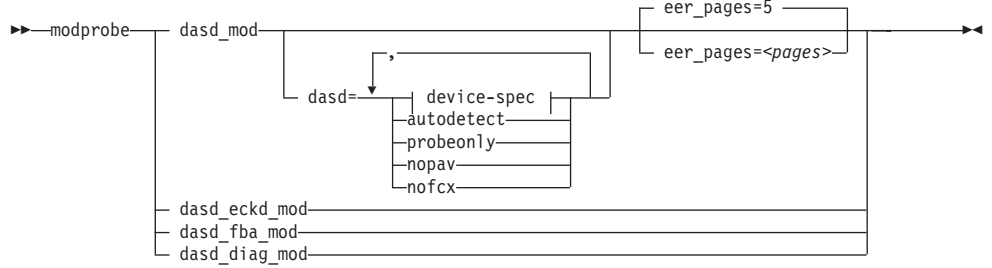 eer_pages=5
modprobe dasd_mod
eer_pages=<pages>
,
dasd= device-spec
autodetect
probeonly
nopav
nofcx
dasd_eckd_mod
dasd_fba_mod
dasd_diag_mod